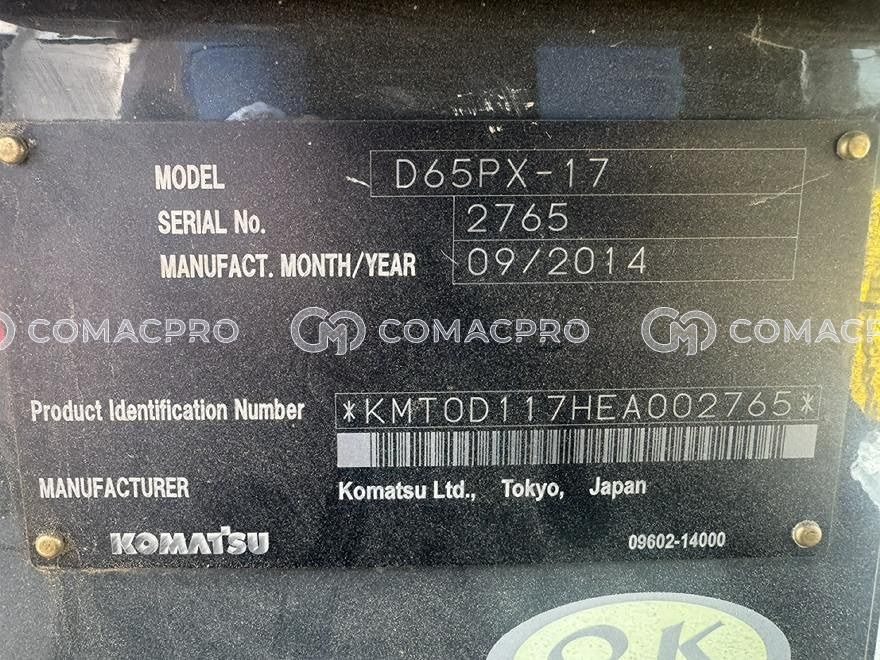 MODEL D65PX-17
SERIAL No. 2765
MANUFACT. MONTH/YEAR 09/2014
COMACPRO COMACPRO COMACPRO
Product Identification Number *KMT0D117HEA002765*
MANUFACTURER Komatsu Ltd., Tokyo, Japan
KOMATSU 09602-14000
OK